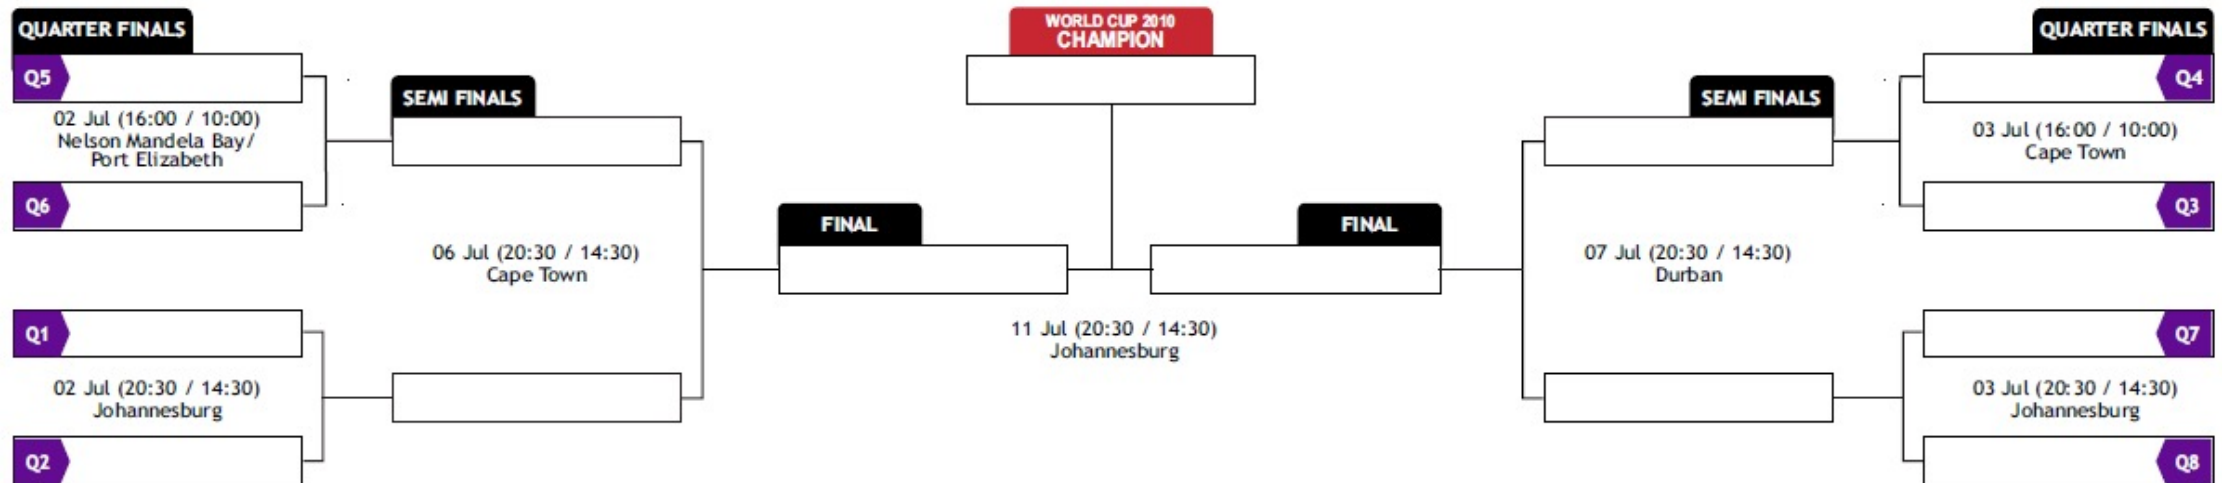 QUARTER FINALS
Q5
02 Jul (16:00 / 10:00)
Nelson Mandela Bay/
Port Elizabeth
Q6
Q1
02 Jul (20:30 / 14:30)
Johannesburg
Q2
SEMI FINALS
06 Jul (20:30 / 14:30)
Cape Town
FINAL
WORLD CUP 2010
CHAMPION
11 Jul (20:30 / 14:30)
Johannesburg
FINAL
SEMI FINALS
07 Jul (20:30 / 14:30)
Durban
QUARTER FINALS
Q4
03 Jul (16:00 / 10:00)
Cape Town
Q3
Q7
03 Jul (20:30 / 14:30)
Johannesburg
Q8